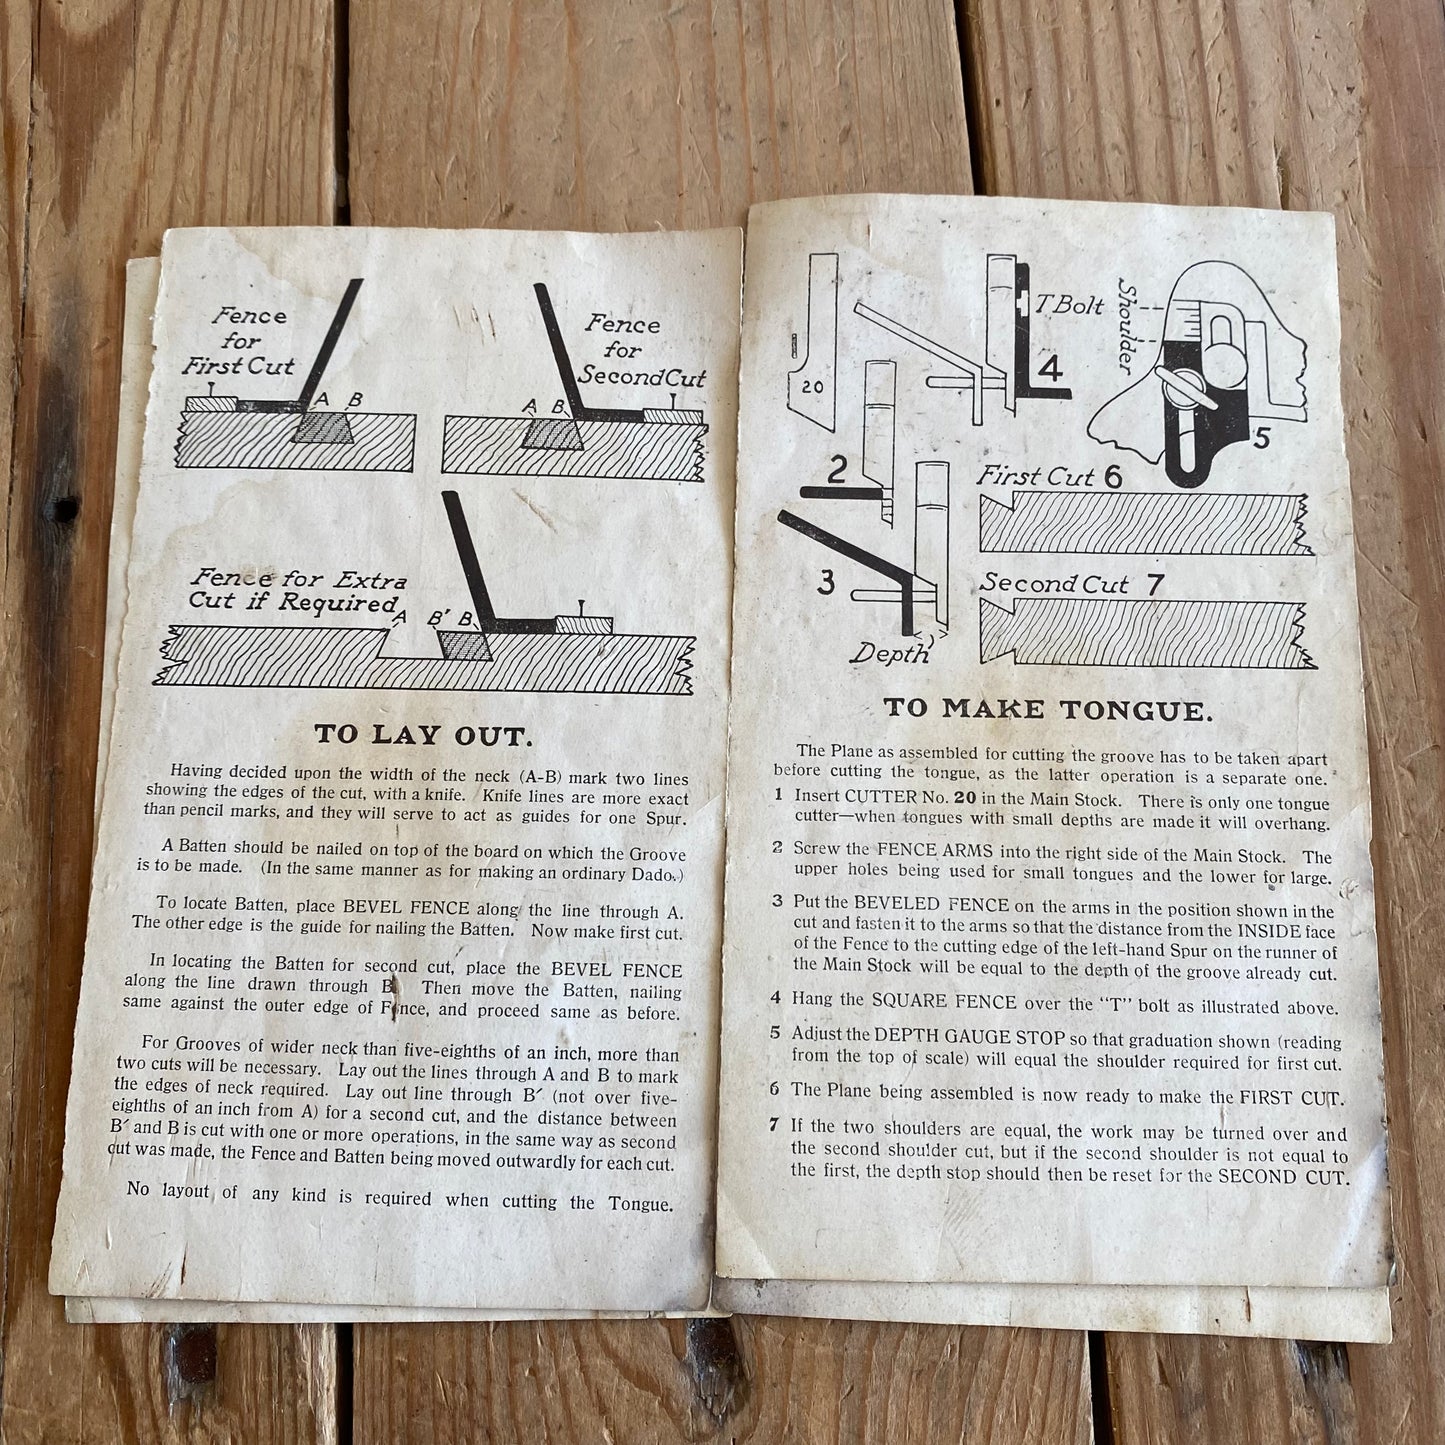 Fence
for
First Cut
A B
Fence
for
Second Cut
A B
Fence for Extra
Cut if Required
A B′ B
TO LAY OUT.
Having decided upon the width of the neck (A-B) mark two lines
showing the edges of the cut, with a knife. Knife lines are more exact
than pencil marks, and they will serve to act as guides for one Spur.
A Batten should be nailed on top of the board on which the Groove
is to be made. (In the same manner as for making an ordinary Dado.)
To locate Batten, place BEVEL FENCE along the line through A.
The other edge is the guide for nailing the Batten. Now make first cut.
In locating the Batten for second cut, place the BEVEL FENCE
along the line drawn through B. Then move the Batten, nailing
same against the outer edge of Fence, and proceed same as before.
For Grooves of wider neck than five-eighths of an inch, more than
two cuts will be necessary. Lay out the lines through A and B to mark
the edges of neck required. Lay out line through B′ (not over five-
eighths of an inch from A) for a second cut, and the distance between
B′ and B is cut with one or more operations, in the same way as second
cut was made, the Fence and Batten being moved outwardly for each cut.
No layout of any kind is required when cutting the Tongue.
20
T Bolt
4
Shoulder
5
2
3
Depth
First Cut 6
Second Cut 7
TO MAKE TONGUE.
The Plane as assembled for cutting the groove has to be taken apart
before cutting the tongue, as the latter operation is a separate one.
1 Insert CUTTER No. 20 in the Main Stock. There is only one tongue
cutter—when tongues with small depths are made it will overhang.
2 Screw the FENCE ARMS into the right side of the Main Stock. The
upper holes being used for small tongues and the lower for large.
3 Put the BEVELED FENCE on the arms in the position shown in the
cut and fasten it to the arms so that the distance from the INSIDE face
of the Fence to the cutting edge of the left-hand Spur on the runner of
the Main Stock will be equal to the depth of the groove already cut.
4 Hang the SQUARE FENCE over the "T" bolt as illustrated above.
5 Adjust the DEPTH GAUGE STOP so that graduation shown (reading
from the top of scale) will equal the shoulder required for first cut.
6 The Plane being assembled is now ready to make the FIRST CUT.
7 If the two shoulders are equal, the work may be turned over and
the second shoulder cut, but if the second shoulder is not equal to
the first, the depth stop should then be reset for the SECOND CUT.